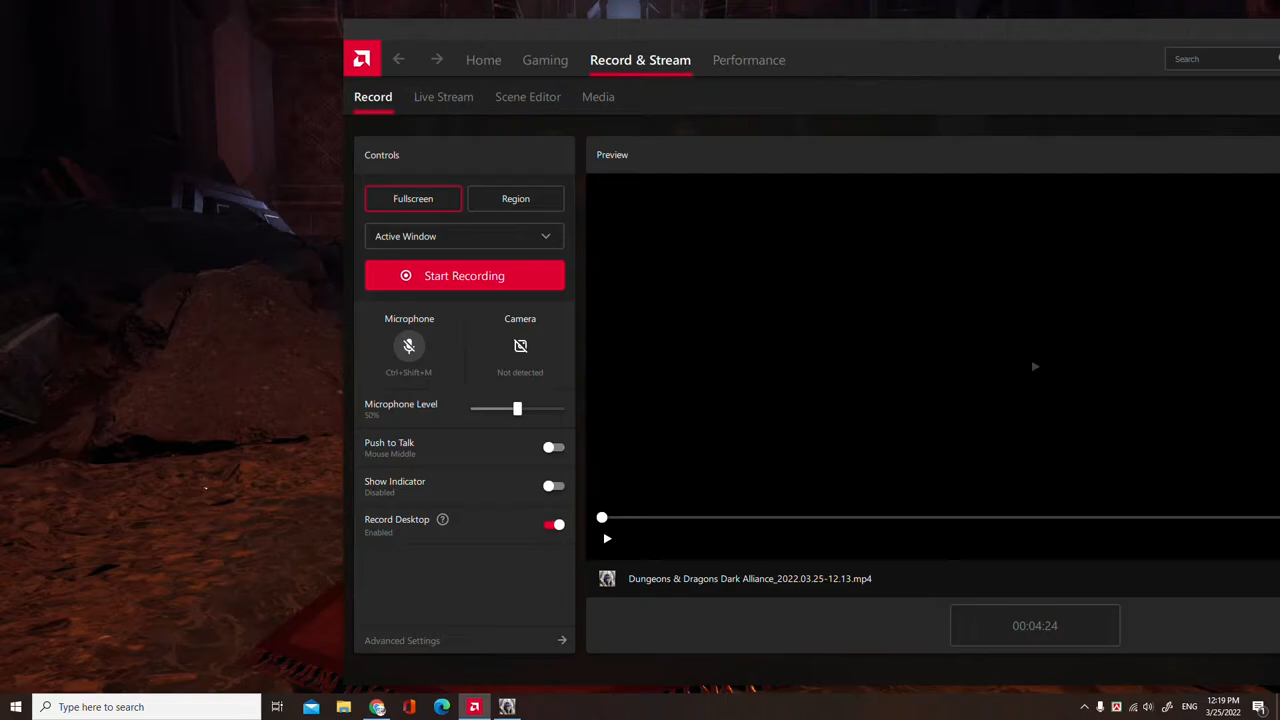 Home
Gaming
Record & Stream
Performance
Search
Record
Live Stream
Scene Editor
Media
Controls
Preview
Fullscreen
Region
Active Window
Start Recording
Microphone
Camera
Ctrl+Shift+M
Not detected
Microphone Level
50%
Push to Talk
Mouse Middle
Show Indicator
Disabled
Record Desktop
Enabled
Dungeons & Dragons Dark Alliance_2022.03.25-12.13.mp4
00:04:24
Advanced Settings
Type here to search
ENG
12:19 PM
3/25/2022
1